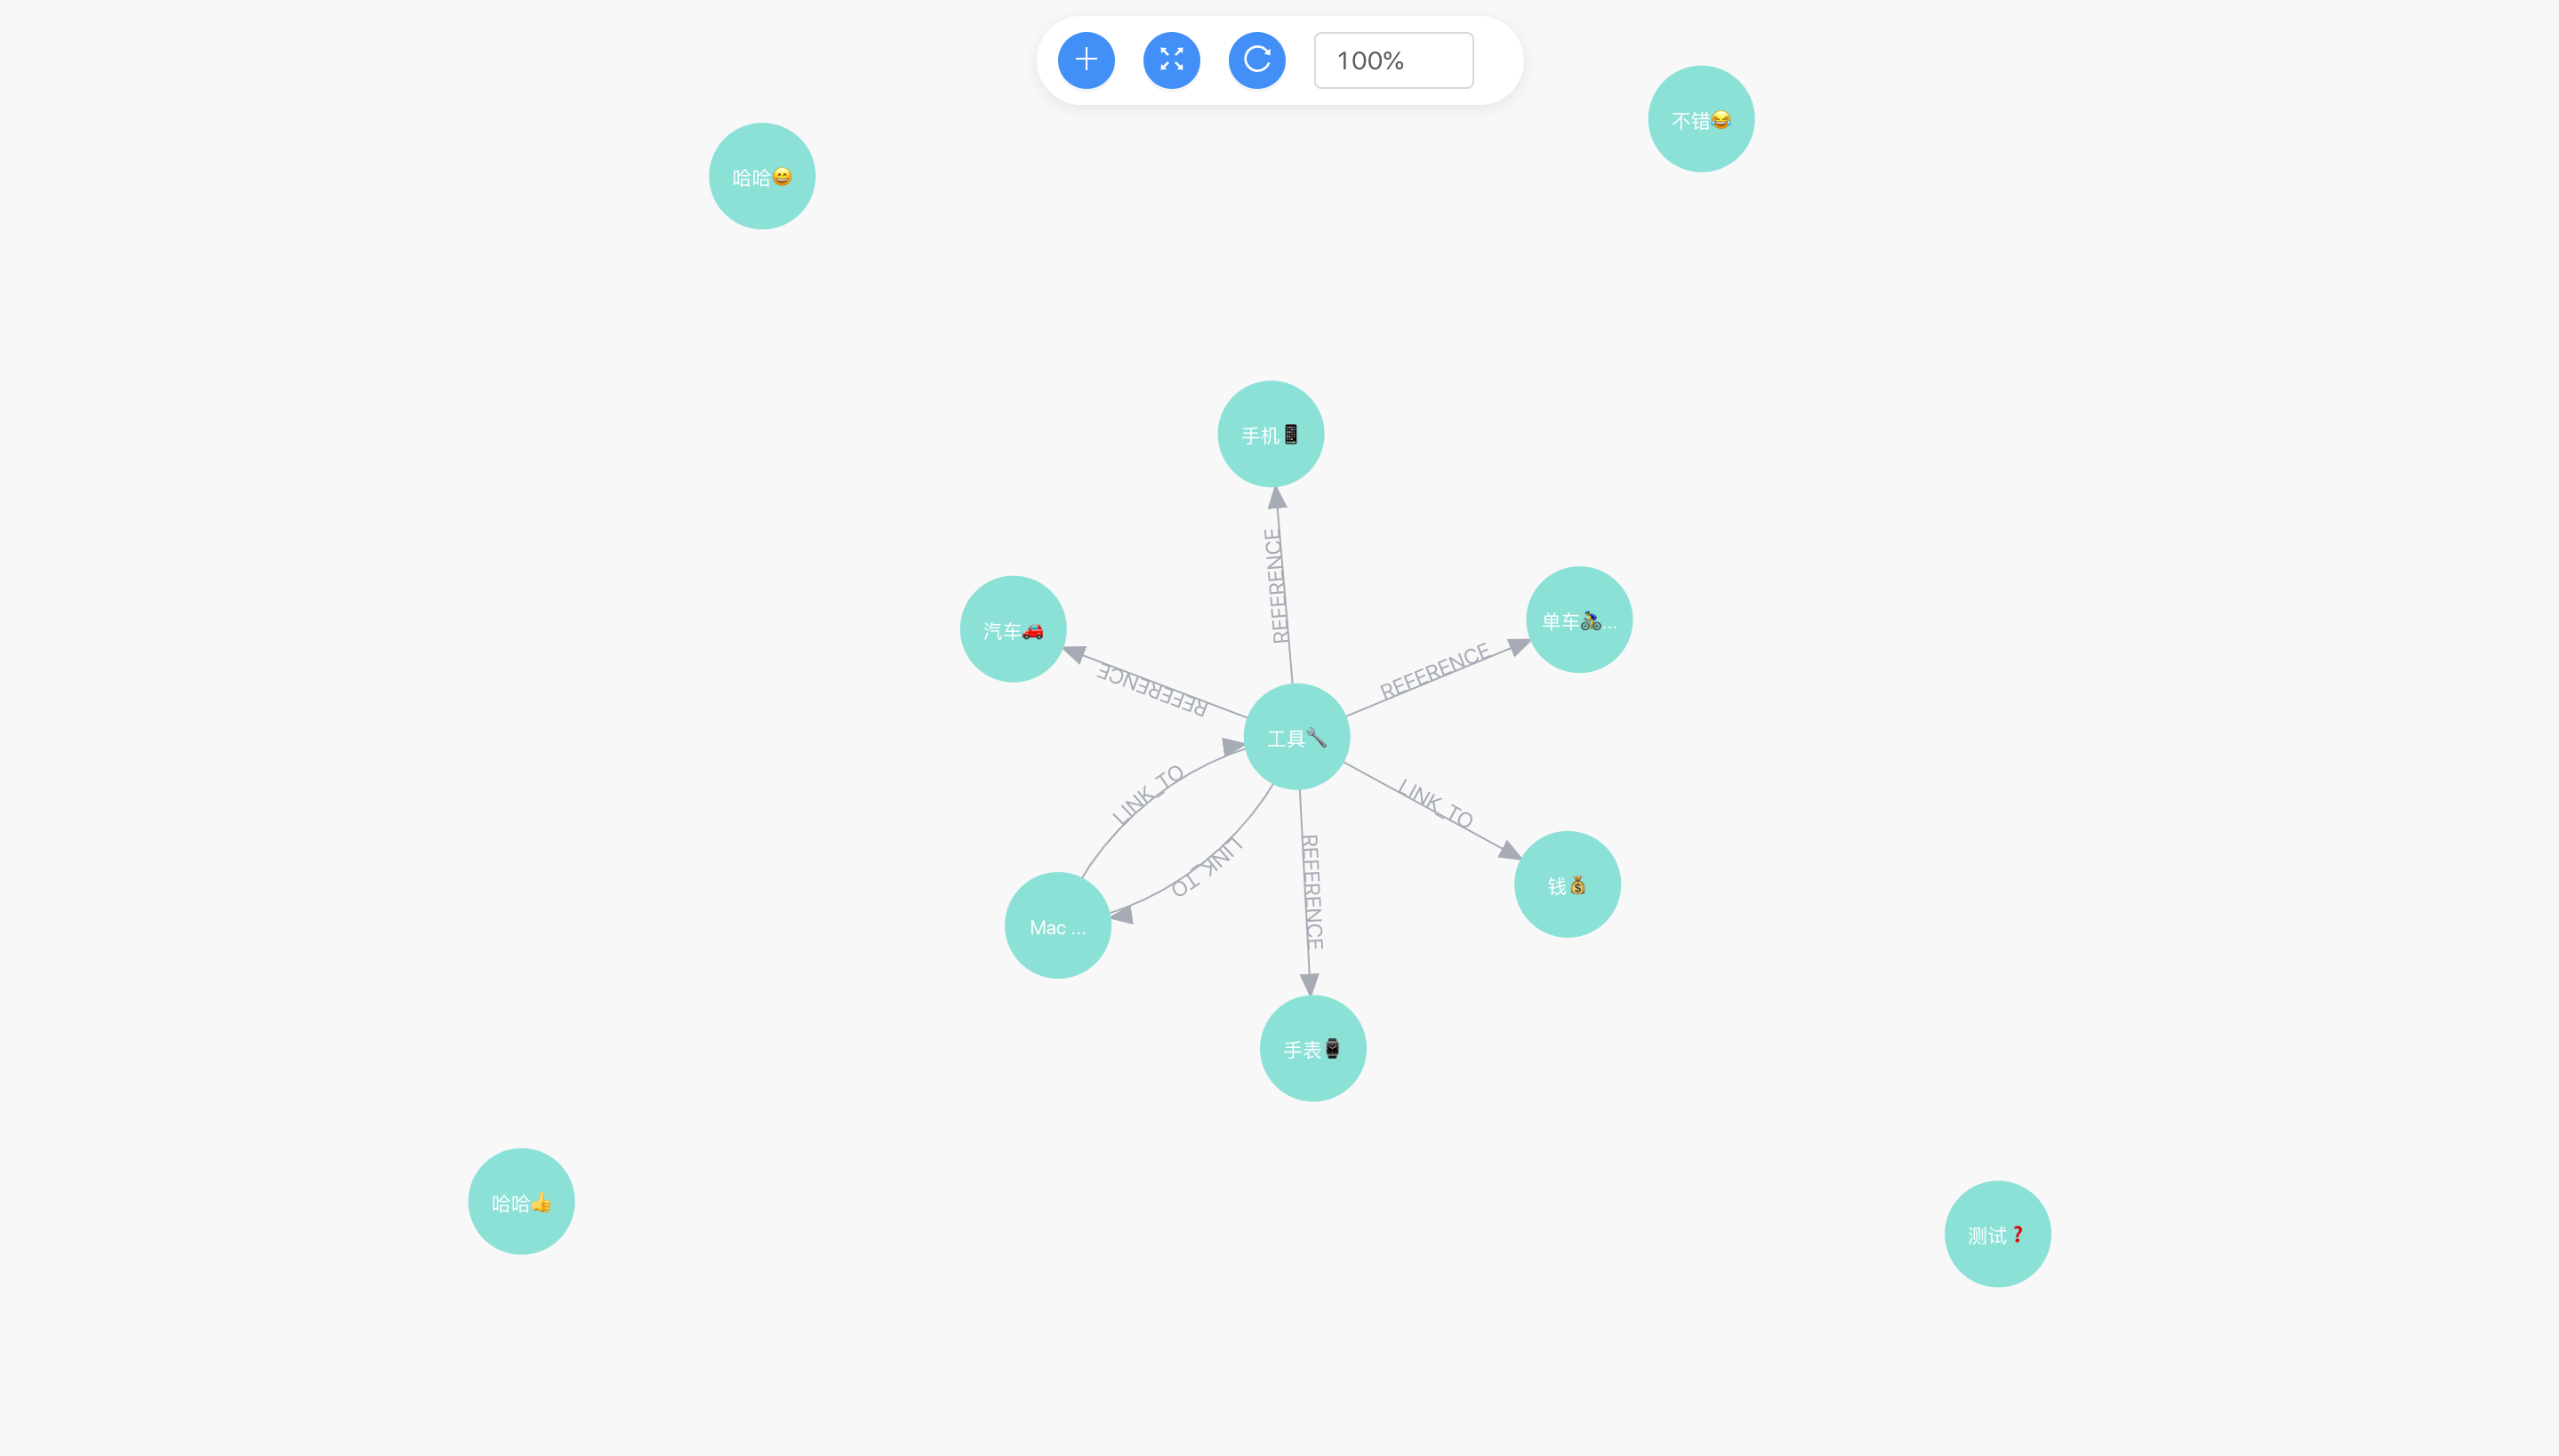 100%
不错😂
哈哈😄
手机📱
REFERENCE
单车🚴...
汽车🚗
REFERENCE
REFERENCE
工具🔧
LINK_TO
LINK_TO
LINK_TO
REFERENCE
钱💰
Mac ...
手表⌚
哈哈👍
测试❓